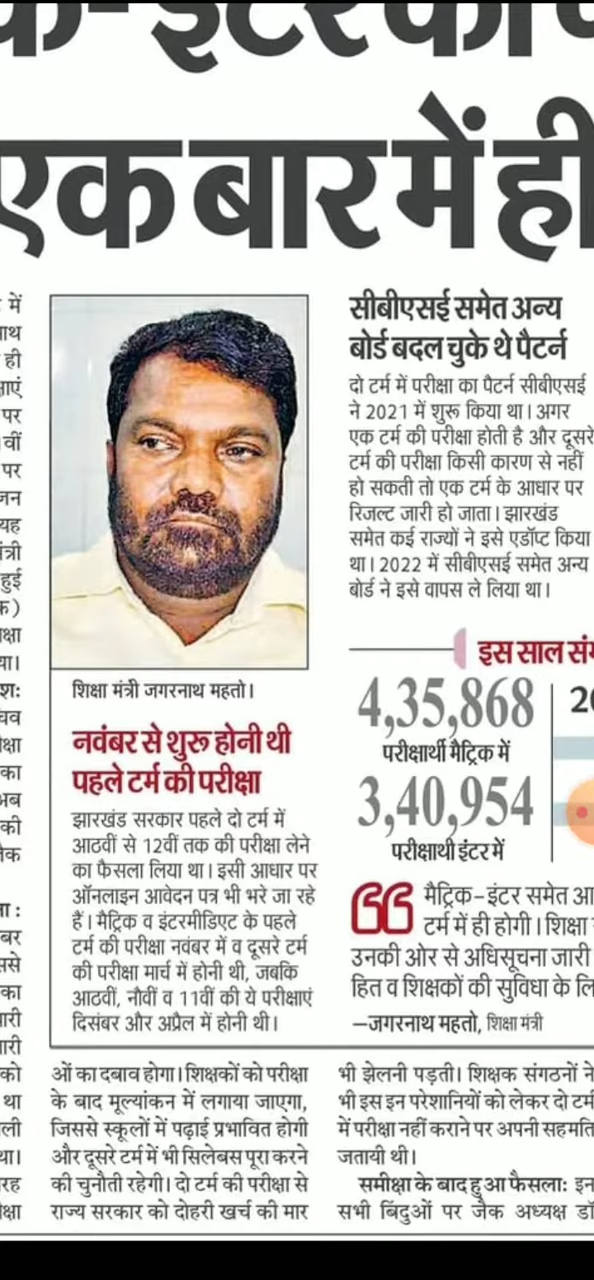 एक बार में ही
में
ही
पर
पर
यह
हुई
शिक्षा मंत्री जगरनाथ महतो।
नवंबर से शुरू होनी थी
पहले टर्म की परीक्षा
झारखंड सरकार पहले दो टर्म में
आठवीं से 12वीं तक की परीक्षा लेने
का फैसला लिया था। इसी आधार पर
ऑनलाइन आवेदन पत्र भी भरे जा रहे
हैं। मैट्रिक व इंटरमीडिएट के पहले
टर्म की परीक्षा नवंबर में व दूसरे टर्म
की परीक्षा मार्च में होनी थी, जबकि
आठवीं, नौवीं व 11वीं की ये परीक्षाएं
दिसंबर और अप्रैल में होनी थी।
सीबीएसई समेत अन्य
बोर्ड बदल चुके थे पैटर्न
दो टर्म में परीक्षा का पैटर्न सीबीएसई
ने 2021 में शुरू किया था। अगर
एक टर्म की परीक्षा होती है और दूसरे
टर्म की परीक्षा किसी कारण से नहीं
हो सकती तो एक टर्म के आधार पर
रिजल्ट जारी हो जाता। झारखंड
समेत कई राज्यों ने इसे एडॉप्ट किया
था। 2022 में सीबीएसई समेत अन्य
बोर्ड ने इसे वापस ले लिया था।
इस साल
4,35,868
परीक्षार्थी मैट्रिक में
3,40,954
परीक्षाथी इंटर में
मैट्रिक-इंटर समेत
टर्म में ही होगी। शिक्षा
उनकी ओर से अधिसूचना जारी
हित व शिक्षकों की सुविधा के
–जगरनाथ महतो, शिक्षा मंत्री
ओं का दबाव होगा। शिक्षकों को परीक्षा
के बाद मूल्यांकन में लगाया जाएगा,
जिससे स्कूलों में पढ़ाई प्रभावित होगी
और दूसरे टर्म में भी सिलेबस पूरा करने
की चुनौती रहेगी। दो टर्म की परीक्षा से
राज्य सरकार को दोहरी खर्च की मार
भी झेलनी पड़ती। शिक्षक संगठनों ने
भी इस इन परेशानियों को लेकर दो टर्म
में परीक्षा नहीं कराने पर अपनी सहमति
जतायी थी।
समीक्षा के बाद हुआ फैसला: इन
सभी बिंदुओं पर जैक अध्यक्ष डॉ